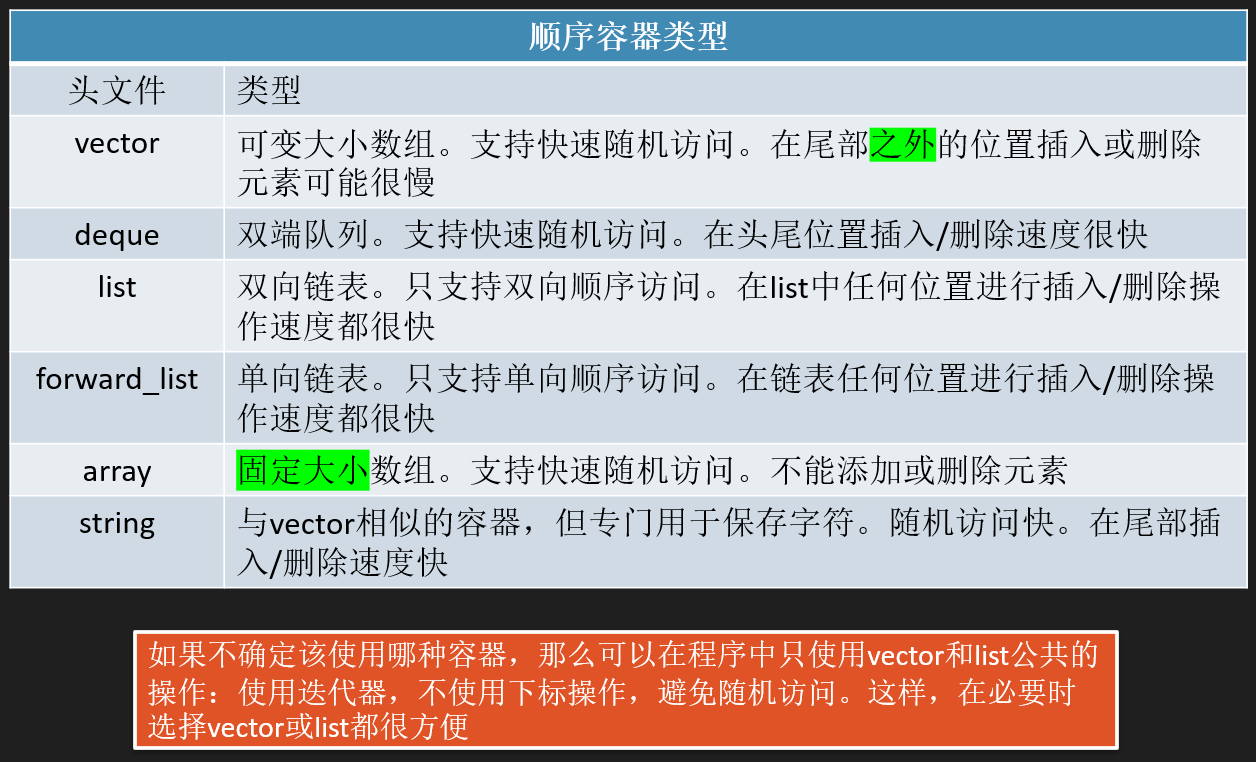 顺序容器类型
头文件 类型
vector 可变大小数组。支持快速随机访问。在尾部之外的位置插入或删除
元素可能很慢
deque 双端队列。支持快速随机访问。在头尾位置插入/删除速度很快
list 双向链表。只支持双向顺序访问。在list中任何位置进行插入/删除操
作速度都很快
forward_list 单向链表。只支持单向顺序访问。在链表任何位置进行插入/删除操
作速度都很快
array 固定大小数组。支持快速随机访问。不能添加或删除元素
string 与vector相似的容器，但专门用于保存字符。随机访问快。在尾部插
入/删除速度快
如果不确定该使用哪种容器，那么可以在程序中只使用vector和list公共的
操作：使用迭代器，不使用下标操作，避免随机访问。这样，在必要时
选择vector或list都很方便